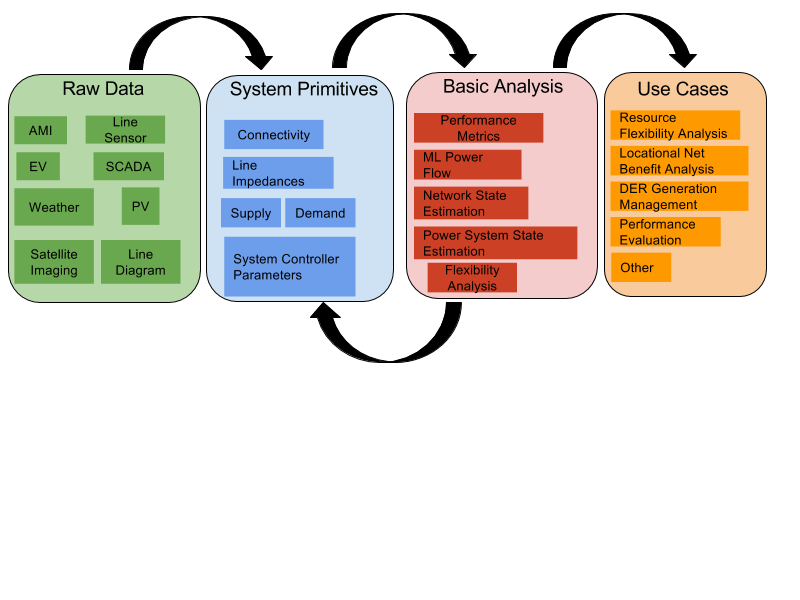 Raw Data
AMI
Line
Sensor
EV
SCADA
Weather
PV
Satellite
Imaging
Line
Diagram
System Primitives
Connectivity
Line
Impedances
Supply
Demand
System Controller
Parameters
Basic Analysis
Performance
Metrics
ML Power
Flow
Network State
Estimation
Power System State
Estimation
Flexibility
Analysis
Use Cases
Resource
Flexibility Analysis
Locational Net
Benefit Analysis
DER Generation
Management
Performance
Evaluation
Other